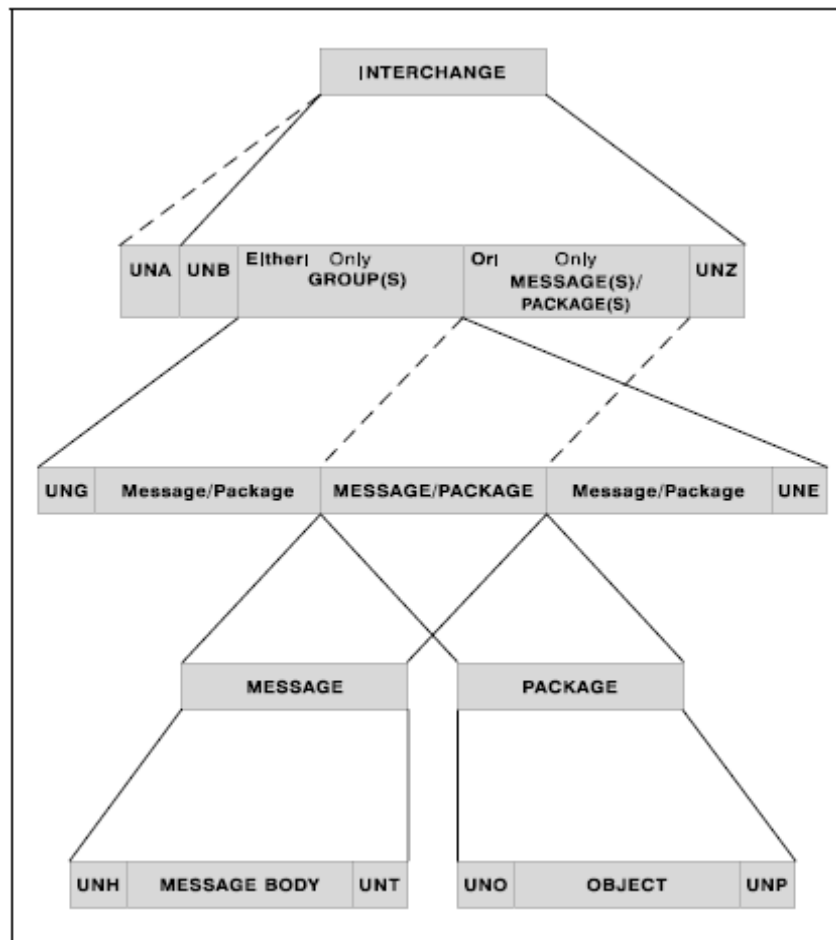 INTERCHANGE
UNA UNB Either Only GROUP(S) Or Only MESSAGE(S)/ PACKAGE(S) UNZ
UNG Message/Package MESSAGE/PACKAGE Message/Package UNE
MESSAGE PACKAGE
UNH MESSAGE BODY UNT UNO OBJECT UNP